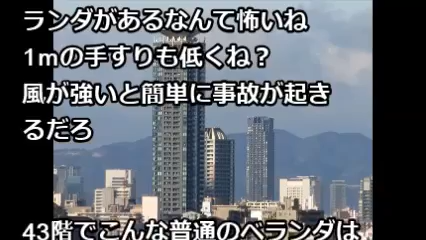 ランダがあるなんて怖いね
1mの手すりも低くね？
風が強いと簡単に事故が起き
るだろ
43階でこんな普通のベランダは